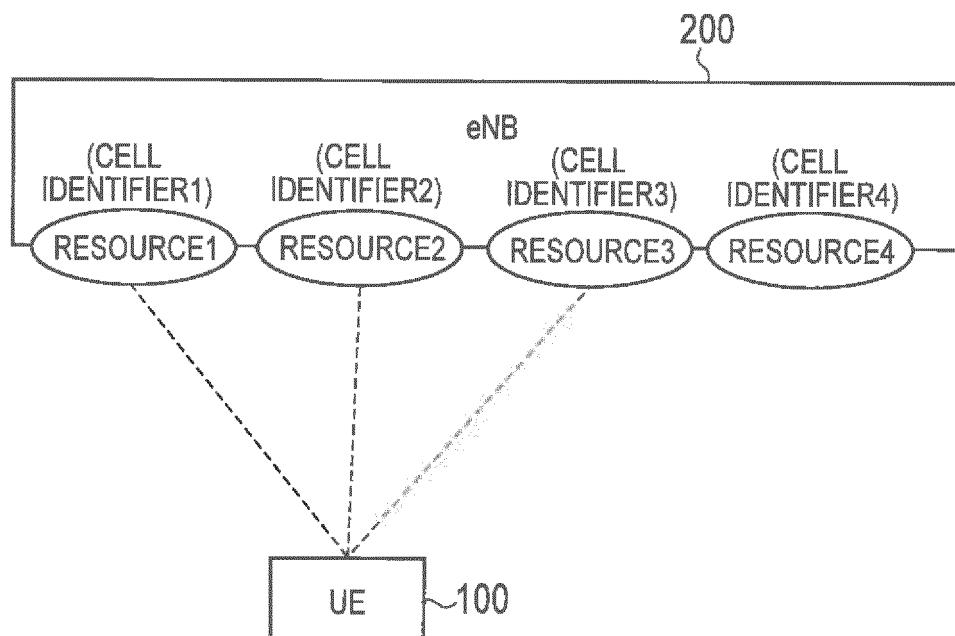 200
eNB
(CELL IDENTIFIER1)
(CELL IDENTIFIER2)
(CELL IDENTIFIER3)
(CELL IDENTIFIER4)
RESOURCE1
RESOURCE2
RESOURCE3
RESOURCE4
UE
100